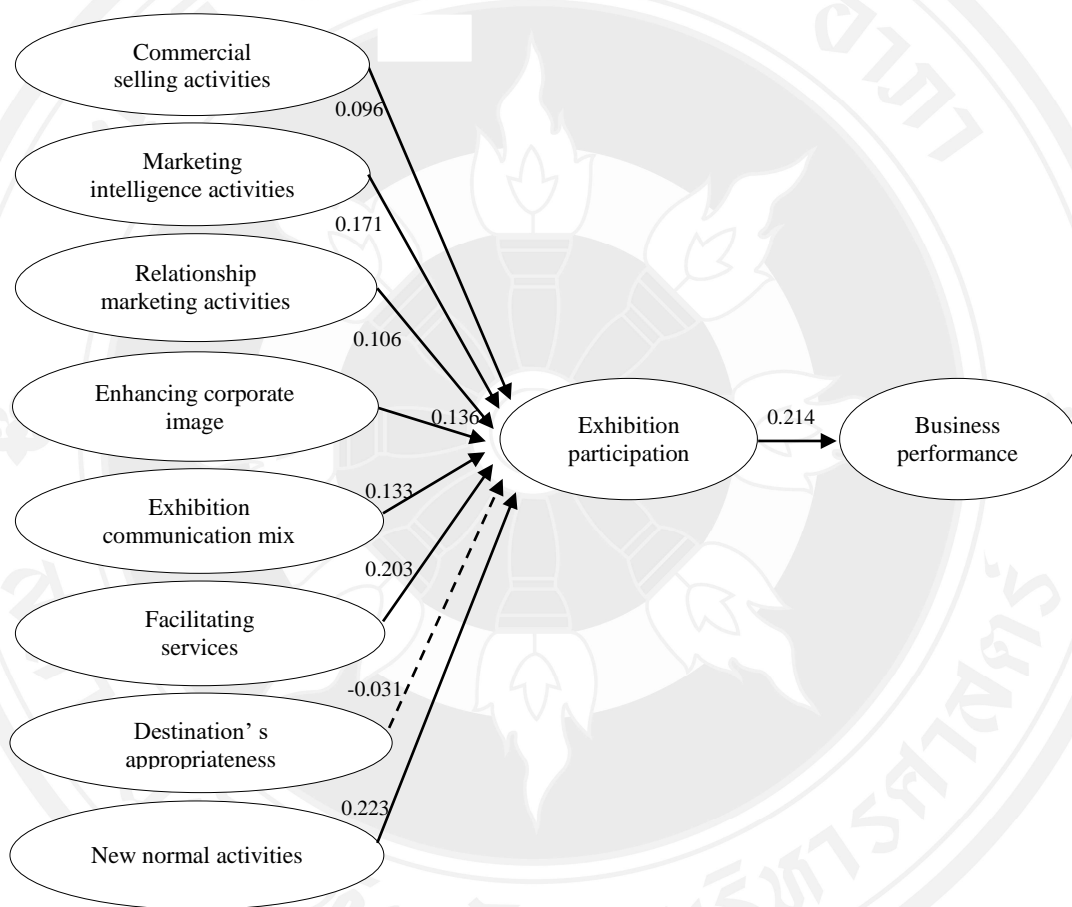 Commercial
selling activities
0.096
Marketing
intelligence activities
0.171
Relationship
marketing activities
0.106
Enhancing corporate
image
0.136
Exhibition
participation
0.214
Business
performance
Exhibition
communication mix
0.133
Facilitating
services
0.203
Destination’ s
appropriateness
-0.031
New normal activities
0.223